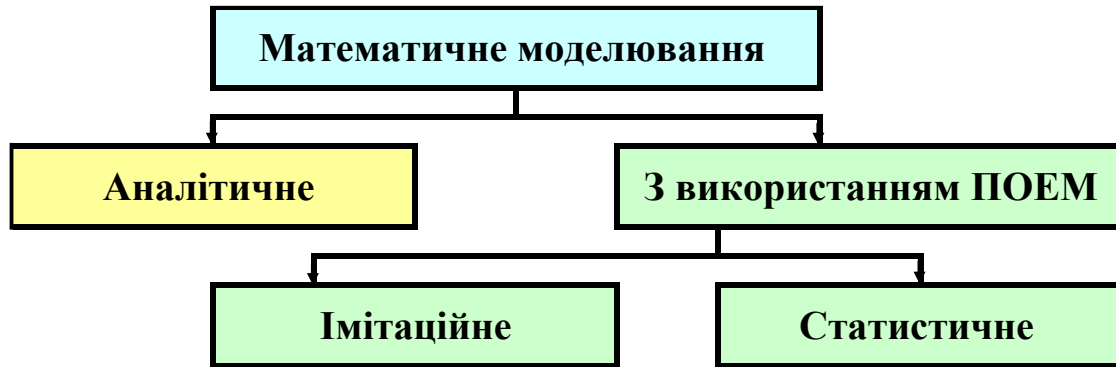 Математичне моделювання
Аналітичне
З використанням ПОЕМ
Імітаційне
Статистичне